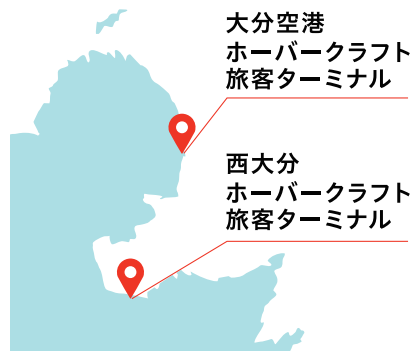 大分空港
ホーバークラフト
旅客ターミナル
西大分
ホーバークラフト
旅客ターミナル